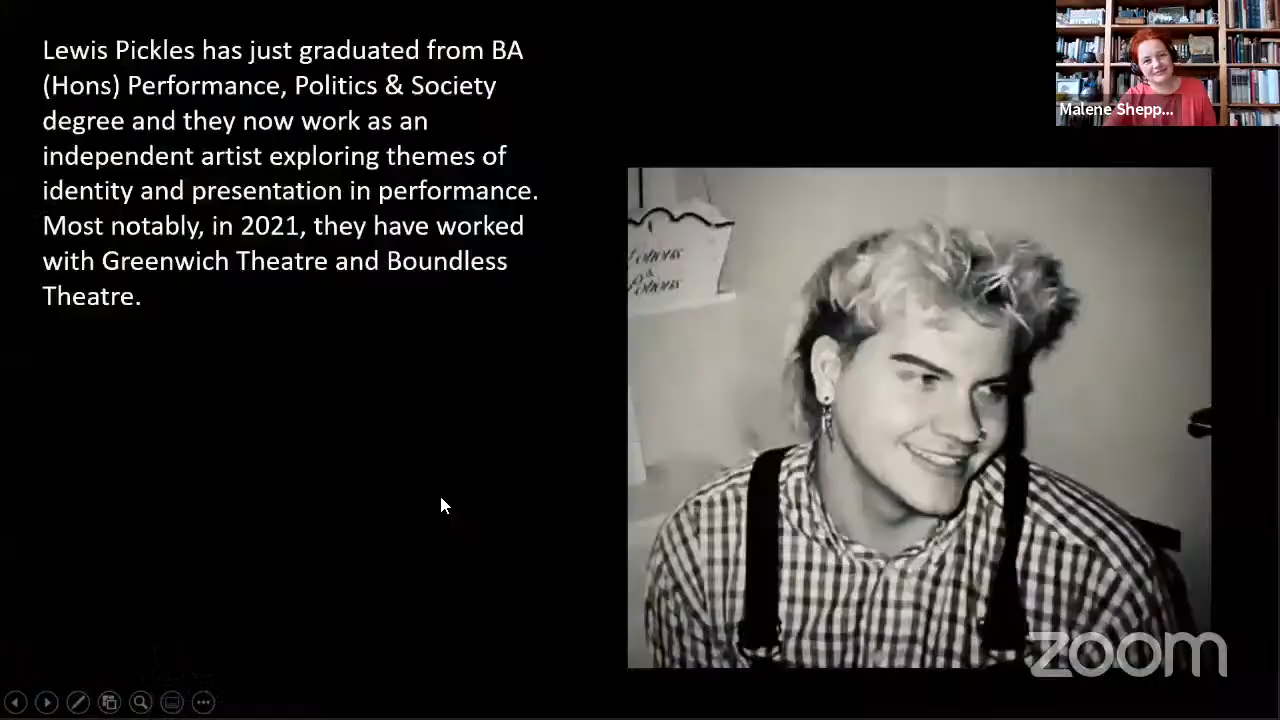 Lewis Pickles has just graduated from BA
(Hons) Performance, Politics & Society
degree and they now work as an
independent artist exploring themes of
identity and presentation in performance.
Most notably, in 2021, they have worked
with Greenwich Theatre and Boundless
Theatre.
Malene Shepp...
&
Potions
zoom